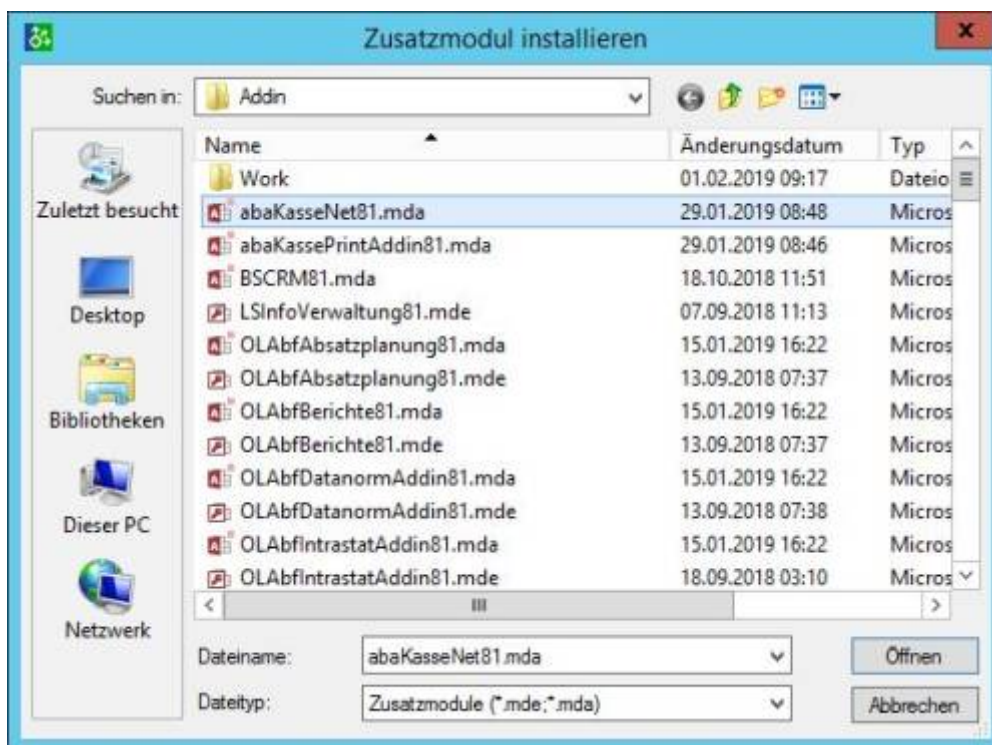 Zusatzmodul installieren
x
Suchen in: Addin
Name Änderungsdatum Typ
Work 01.02.2019 09:17 Dateio
abaKasseNet81.mda 29.01.2019 08:48 Micros
abaKassePrintAddin81.mda 29.01.2019 08:46 Micros
BSCRM81.mda 18.10.2018 11:51 Micros
LSInfoVerwaltung81.mde 07.09.2018 11:13 Micros
OLAbfAbsatzplanung81.mda 15.01.2019 16:22 Micros
OLAbfAbsatzplanung81.mde 13.09.2018 07:37 Micros
OLAbfBerichte81.mda 15.01.2019 16:22 Micros
OLAbfBerichte81.mde 13.09.2018 07:37 Micros
OLAbfDatanormAddin81.mda 15.01.2019 16:22 Micros
OLAbfDatanormAddin81.mde 13.09.2018 07:38 Micros
OLAbfIntrastatAddin81.mda 15.01.2019 16:22 Micros
OLAbfIntrastatAddin81.mde 18.09.2018 03:10 Micros
Zuletzt besucht
Desktop
Bibliotheken
Dieser PC
Netzwerk
Dateiname: abaKasseNet81.mda Öffnen
Dateityp: Zusatzmodule (*.mde;*.mda) Abbrechen